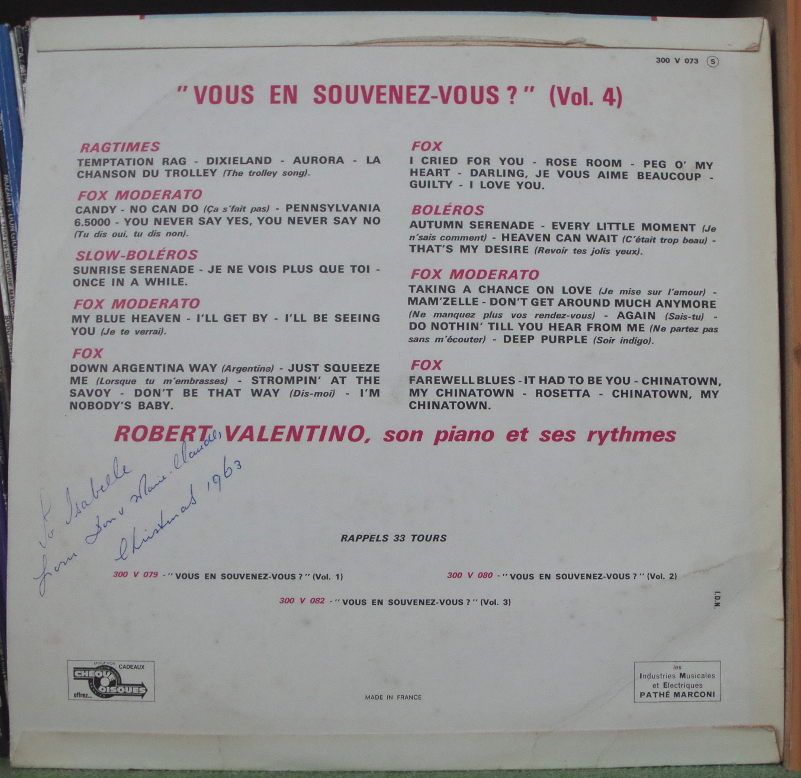 300 V 073 S
" VOUS EN SOUVENEZ-VOUS ? " (Vol. 4)
RAGTIMES
TEMPTATION RAG - DIXIELAND - AURORA - LA
CHANSON DU TROLLEY (The trolley song).
FOX MODERATO
CANDY - NO CAN DO (Ça s'fait pas) - PENNSYLVANIA
6.5000 - YOU NEVER SAY YES, YOU NEVER SAY NO
(Tu dis oui, tu dis non).
SLOW-BOLÉROS
SUNRISE SERENADE - JE NE VOIS PLUS QUE TOI -
ONCE IN A WHILE.
FOX MODERATO
MY BLUE HEAVEN - I'LL GET BY - I'LL BE SEEING
YOU (Je te verrai).
FOX
DOWN ARGENTINA WAY (Argentine) - JUST SQUEEZE
ME (Lorsque tu m'embrasses) - STROMPIN' AT THE
SAVOY - DON'T BE THAT WAY (Dis-moi) - I'M
NOBODY'S BABY.
FOX
I CRIED FOR YOU - ROSE ROOM - PEG O' MY
HEART - DARLING, JE VOUS AIME BEAUCOUP -
GUILTY - I LOVE YOU.
BOLÉROS
AUTUMN SERENADE - EVERY LITTLE MOMENT (Je
n'sais comment) - HEAVEN CAN WAIT (C'était trop beau) -
THAT'S MY DESIRE (Revoir tes jolis yeux).
FOX MODERATO
TAKING A CHANCE ON LOVE (Je mise sur l'amour) -
MAM'ZELLE - DON'T GET AROUND MUCH ANYMORE
(Ne manquez plus vos rendez-vous) - AGAIN (Sais-tu) -
DO NOTHIN' TILL YOU HEAR FROM ME (Ne partez pas
sans m'écouter) - DEEP PURPLE (Soir indigo).
FOX
FAREWELL BLUES - IT HAD TO BE YOU - CHINATOWN,
MY CHINATOWN - ROSETTA - CHINATOWN, MY
CHINATOWN.
ROBERT VALENTINO, son piano et ses rythmes
To Isabelle
from Don & Marie-Claude,
Christmas 1963
RAPPELS 33 TOURS
300 V 079 - " VOUS EN SOUVENEZ-VOUS ? " (Vol. 1)
300 V 080 - " VOUS EN SOUVENEZ-VOUS ? " (Vol. 2)
300 V 082 - " VOUS EN SOUVENEZ-VOUS ? " (Vol. 3)
I.D.N.
CADEAUX
CHEQUE
DISQUES
offrez...
MADE IN FRANCE
les
Industries Musicales
et Electriques
PATHÉ MARCONI